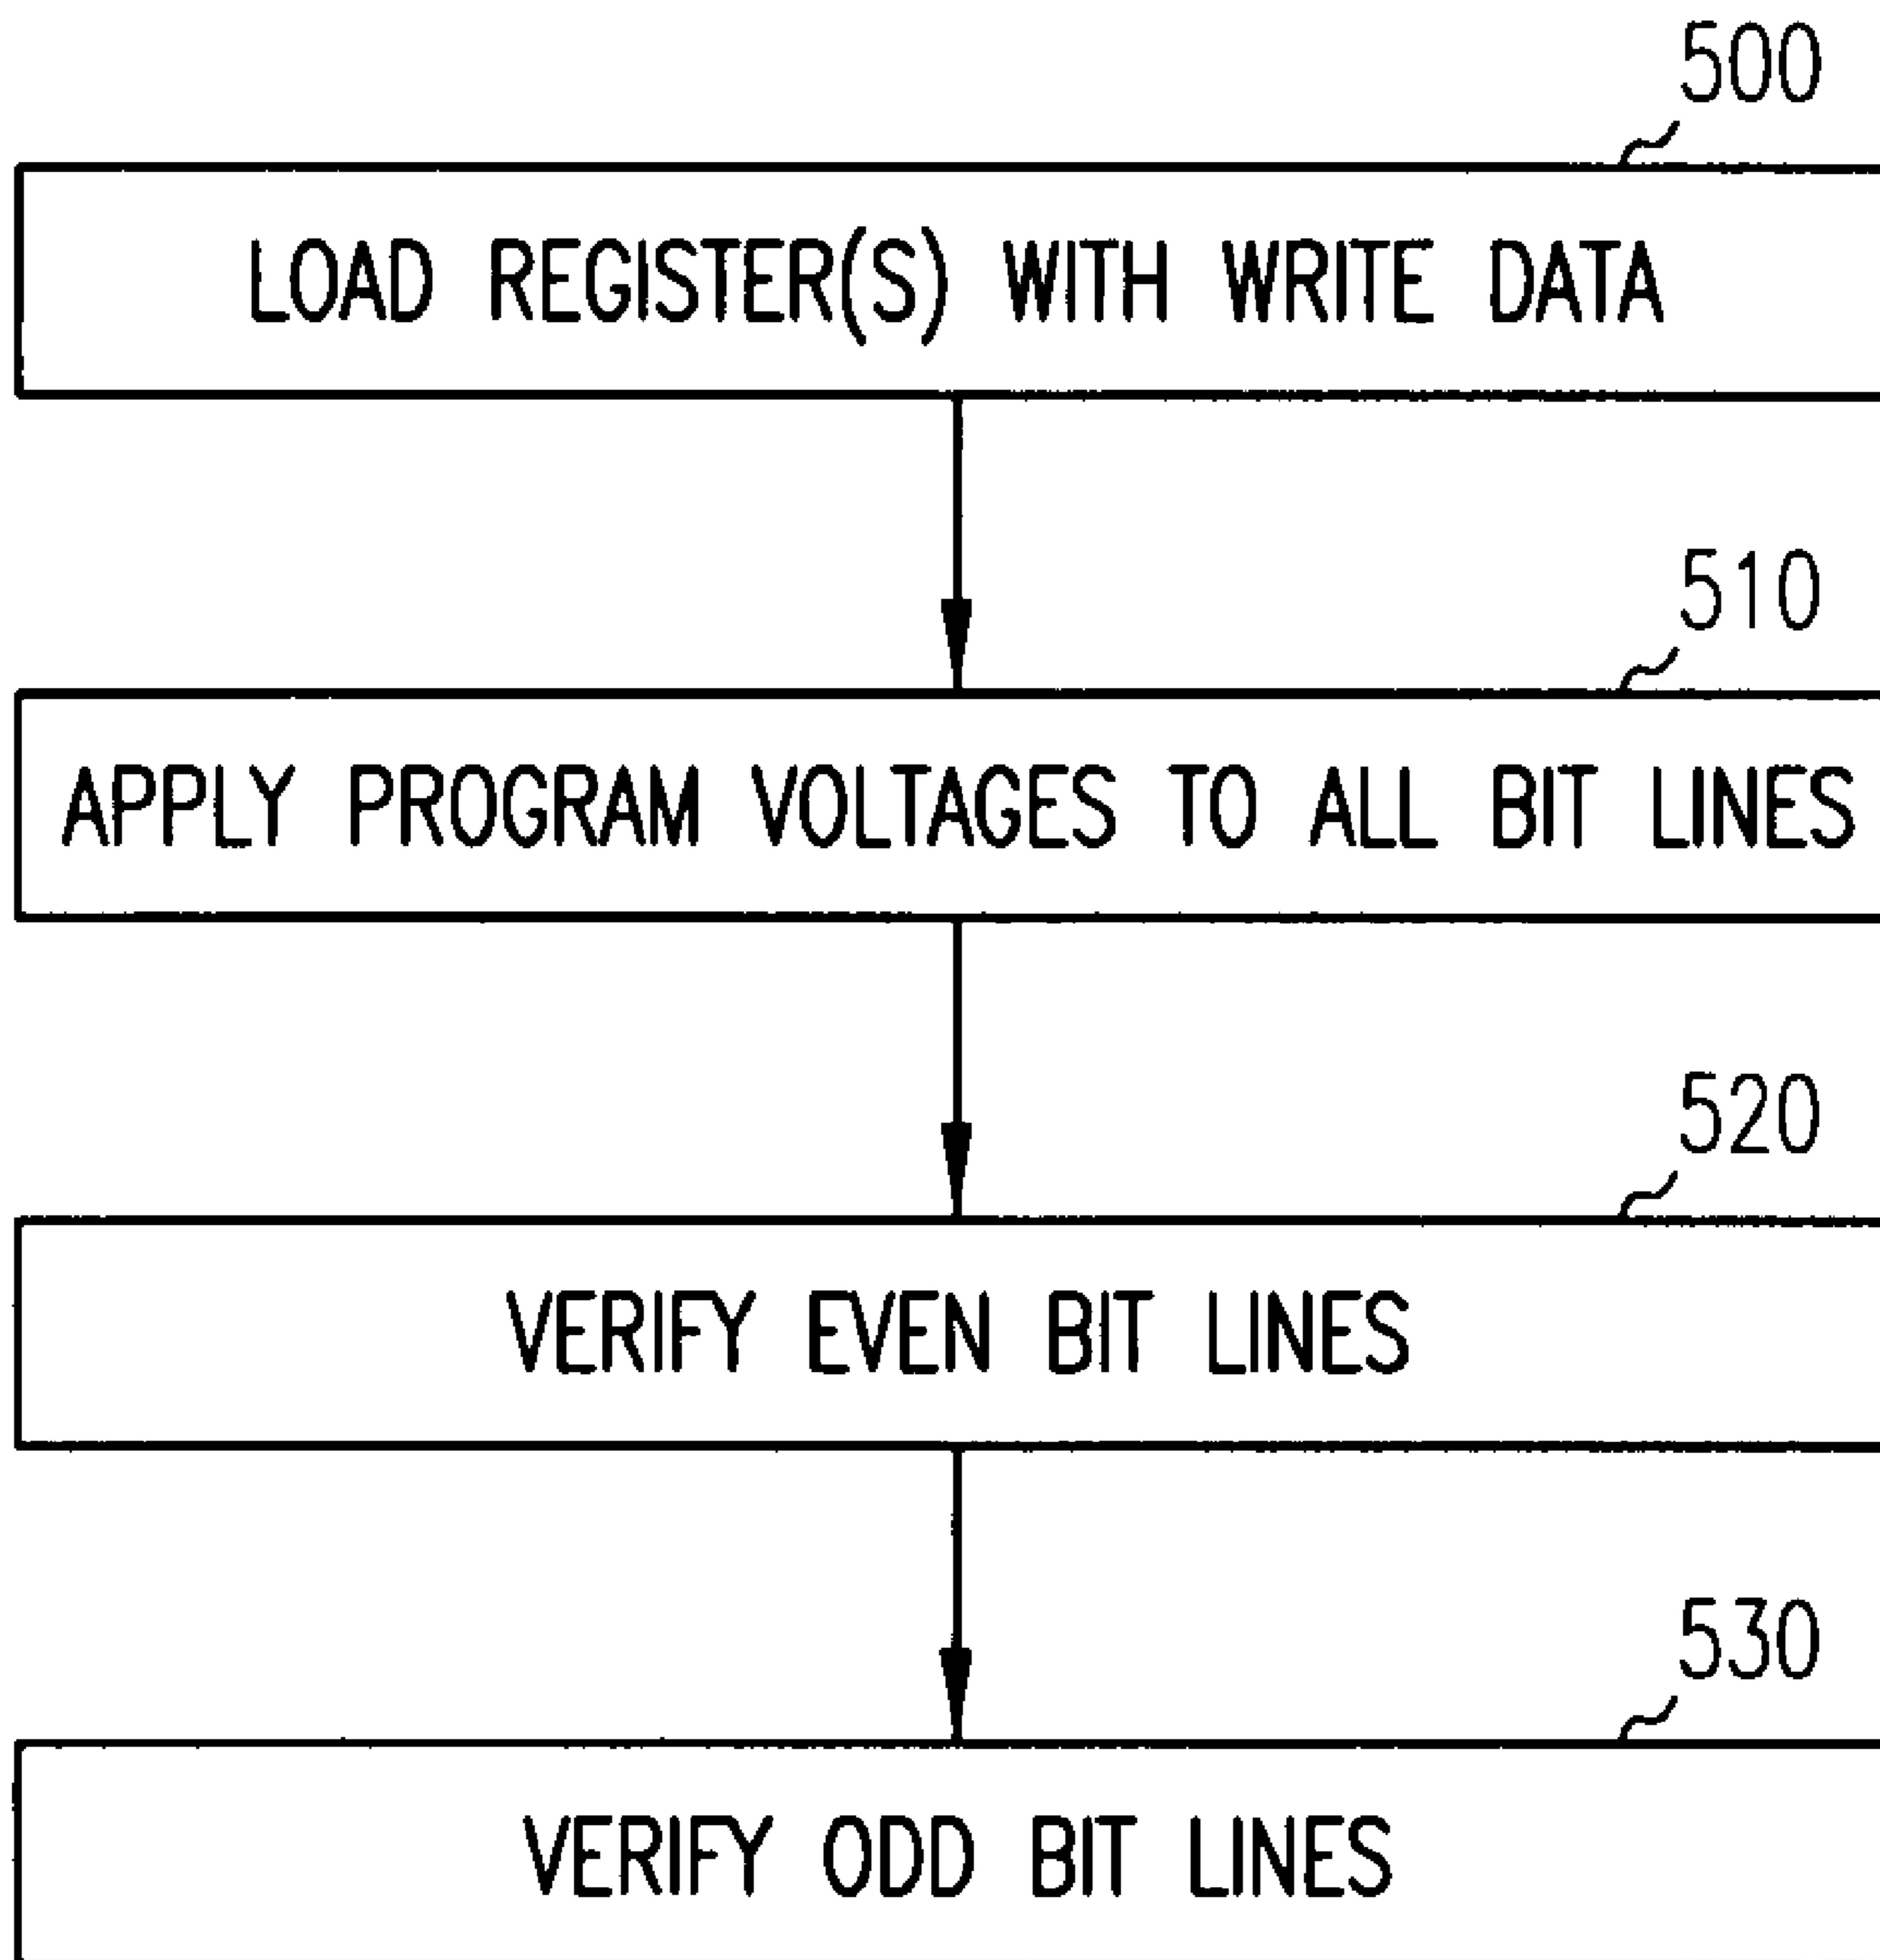 500
LOAD REGISTER(S) WITH WRITE DATA
510
APPLY PROGRAM VOLTAGES TO ALL BIT LINES
520
VERIFY EVEN BIT LINES
530
VERIFY ODD BIT LINES